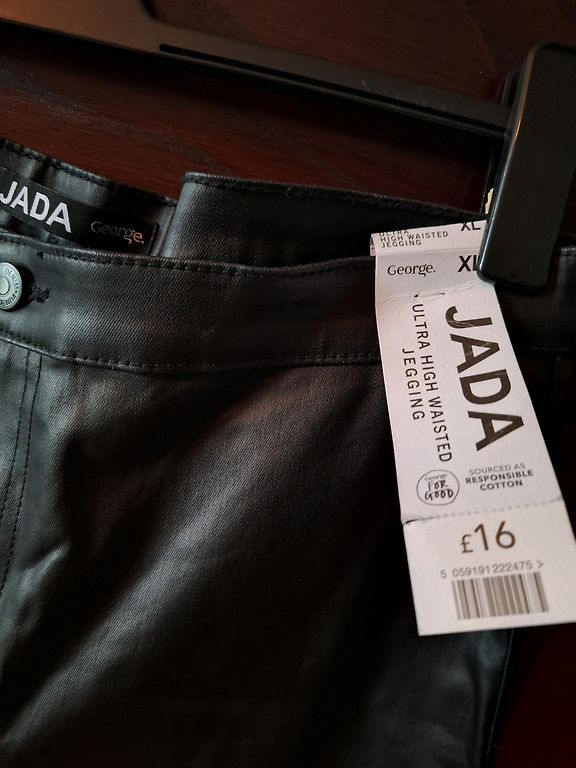 JADA
George.
DENIM
ULTRA
HIGH WAISTED
JEGGING
XL
George.
XL
JADA
ULTRA HIGH WAISTED
JEGGING
George
FOR
GOOD
SOURCED AS
RESPONSIBLE
COTTON
£16
5 059191 222475 >